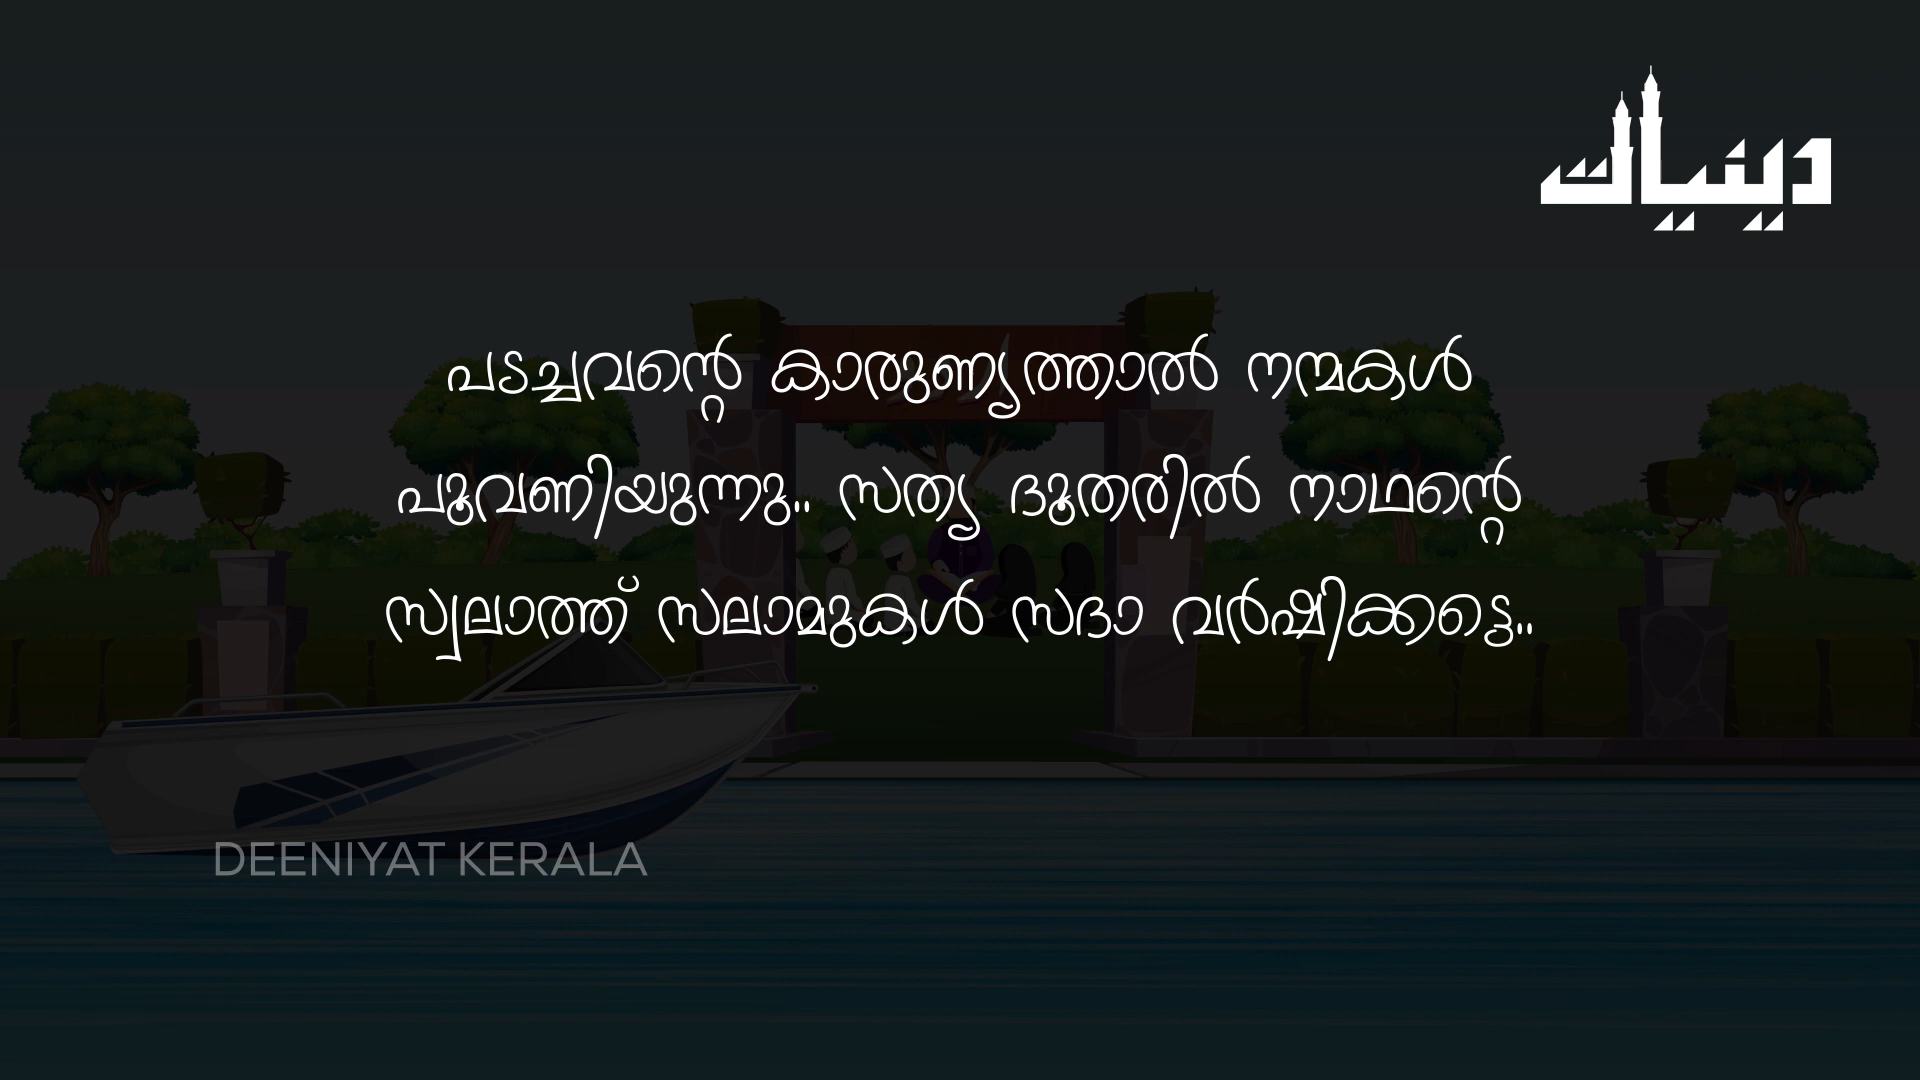 دينيات
പടച്ചവന്റെ കാരുണ്യത്താൽ നന്മകൾ
പൂവണിയുന്നു.. സത്യ ദൂതരിൽ നാഥന്റെ
സ്വലാത്ത് സലാമുകൾ സദാ വർഷിക്കട്ടെ..
DEENIYAT KERALA